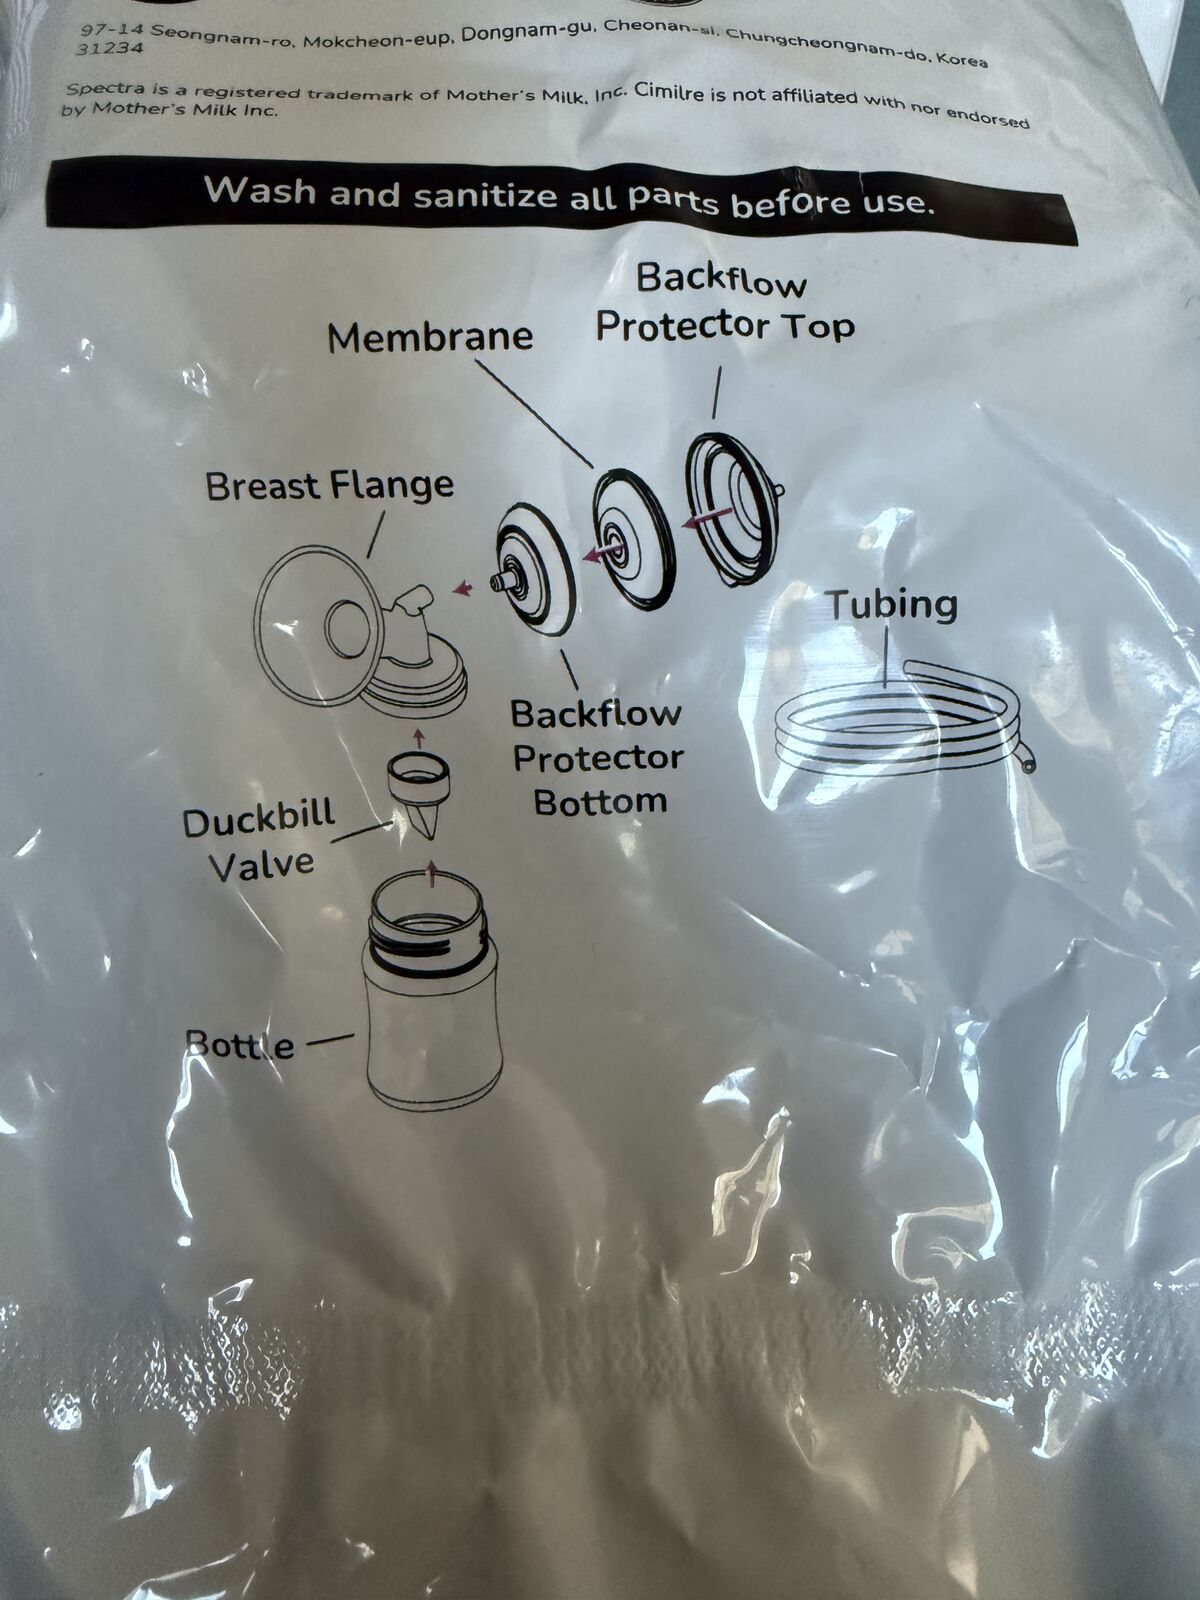 97-14 Seongnam-ro, Mokcheon-eup, Dongnam-gu, Cheonan-si, Chungcheongnam-do, Korea
31234
Spectra is a registered trademark of Mother's Milk, Inc. Cimilre is not affiliated with nor endorsed
by Mother's Milk Inc.
Wash and sanitize all parts before use.
Backflow
Protector Top
Membrane
Breast Flange
Tubing
Backflow
Protector
Bottom
Duckbill
Valve
Bottle